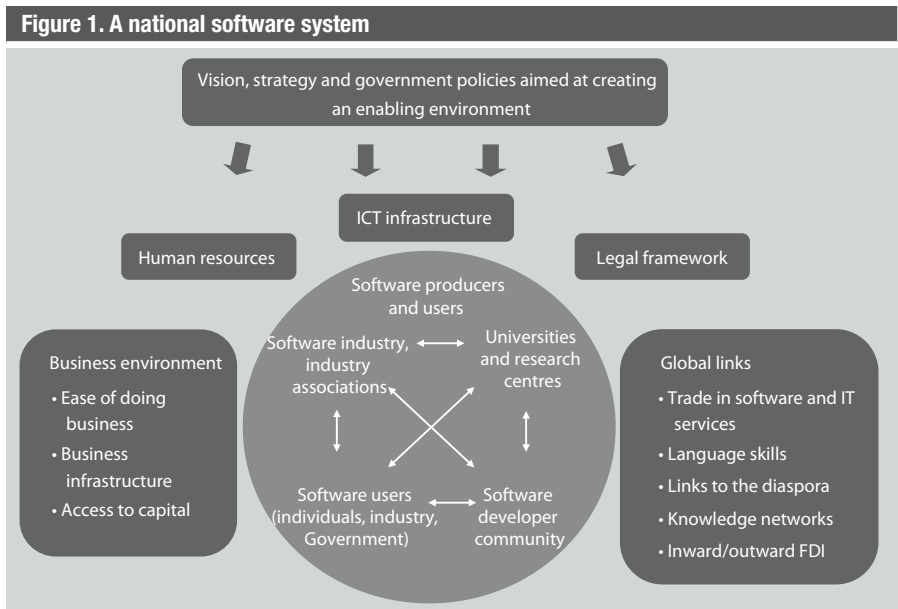 Figure 1. A national software system
Vision, strategy and government policies aimed at creating
an enabling environment
ICT infrastructure
Human resources
Legal framework
Software producers
and users
Software industry,
industry
associations
Universities
and research
centres
Software users
(individuals, industry,
Government)
Software
developer
community
Business environment
• Ease of doing
business
• Business
infrastructure
• Access to capital
Global links
• Trade in software and IT
services
• Language skills
• Links to the diaspora
• Knowledge networks
• Inward/outward FDI